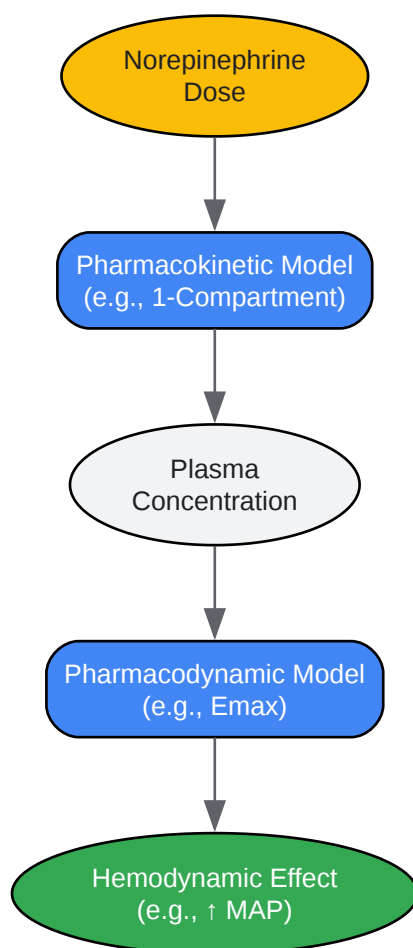 Norepinephrine
Dose
Pharmacokinetic Model
(e.g., 1-Compartment)
Plasma
Concentration
Pharmacodynamic Model
(e.g., Emax)
Hemodynamic Effect
(e.g., ↑ MAP)